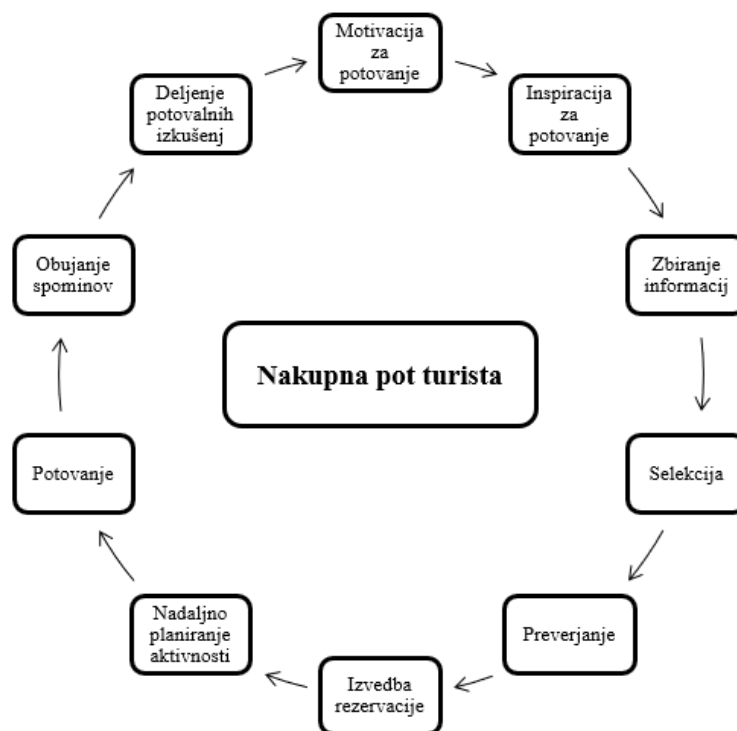 Motivacija
za
potovanje
Inspiracija
za
potovanje
Zbiranje
informacij
Selekcija
Preverjanje
Izvedba
rezervacije
Nadaljno
planiranje
aktivnosti
Potovanje
Obujanje
spominov
Deljenje
potovalnih
izkušenj
Nakupna pot turista